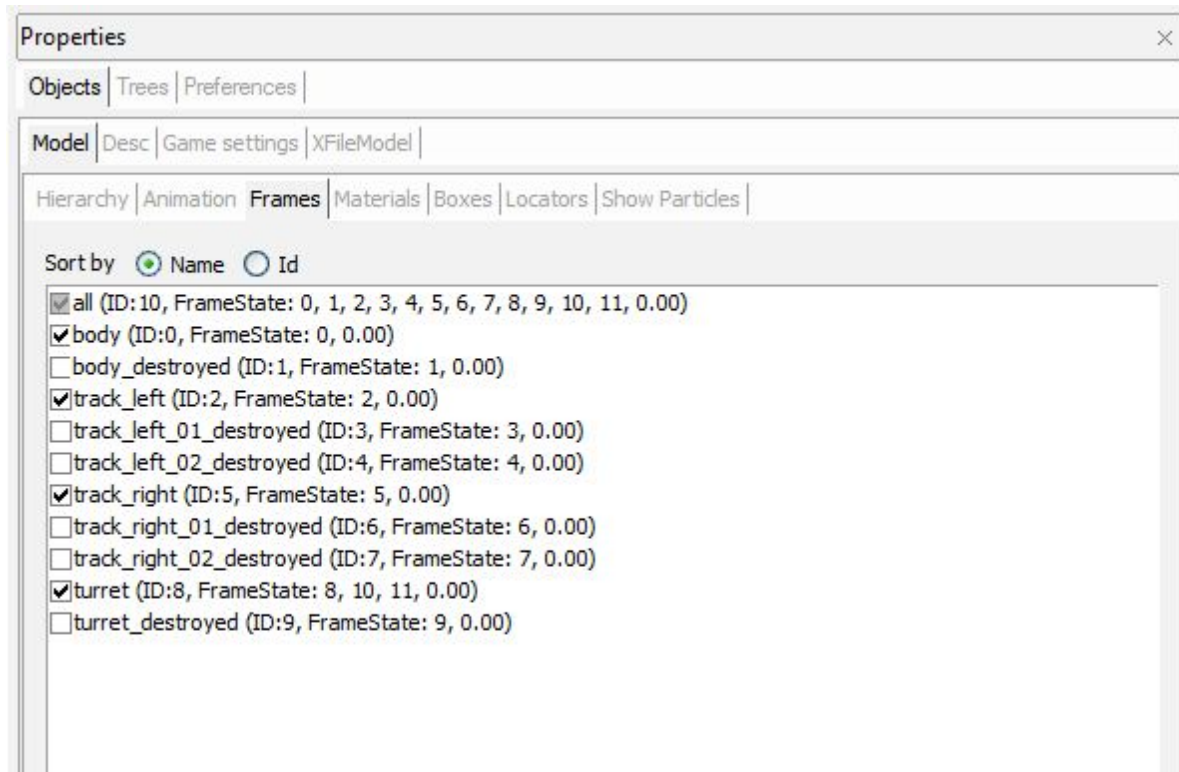 Properties
Objects Trees Preferences
Model Desc Game settings XFileModel
Hierarchy Animation Frames Materials Boxes Locators Show Particles
Sort by Name Id
all (ID:10, FrameState: 0, 1, 2, 3, 4, 5, 6, 7, 8, 9, 10, 11, 0.00)
body (ID:0, FrameState: 0, 0.00)
body_destroyed (ID:1, FrameState: 1, 0.00)
track_left (ID:2, FrameState: 2, 0.00)
track_left_01_destroyed (ID:3, FrameState: 3, 0.00)
track_left_02_destroyed (ID:4, FrameState: 4, 0.00)
track_right (ID:5, FrameState: 5, 0.00)
track_right_01_destroyed (ID:6, FrameState: 6, 0.00)
track_right_02_destroyed (ID:7, FrameState: 7, 0.00)
turret (ID:8, FrameState: 8, 10, 11, 0.00)
turret_destroyed (ID:9, FrameState: 9, 0.00)